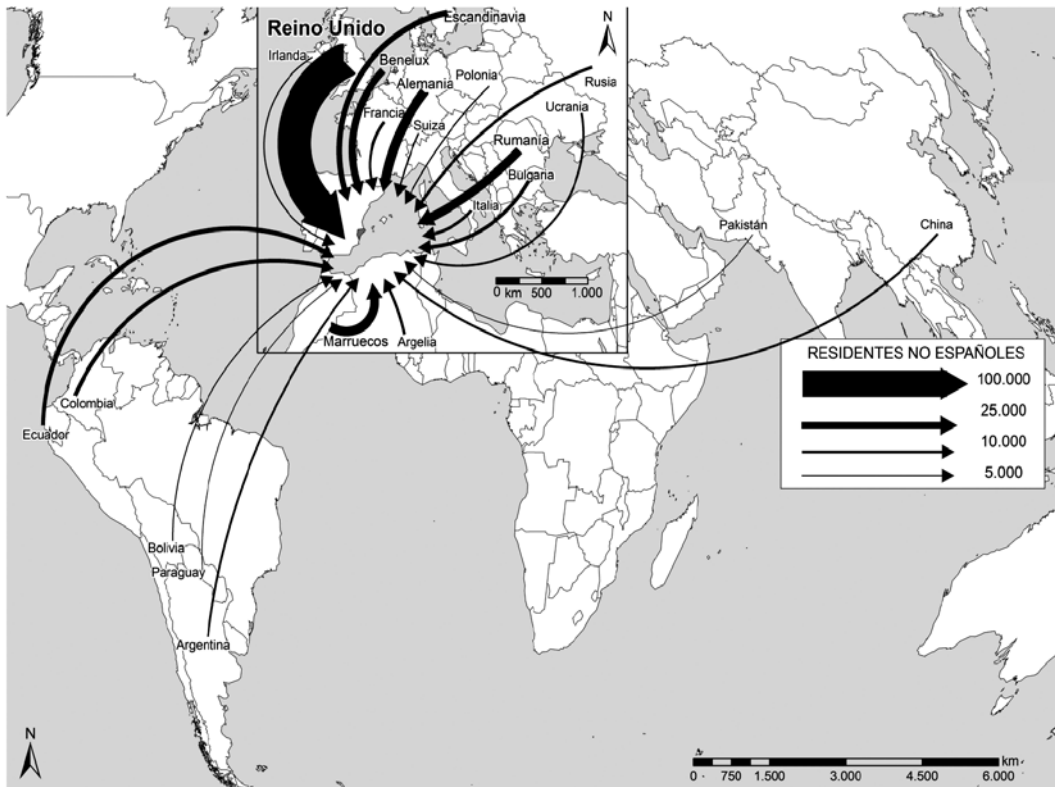 Reino Unido
Escandinavia
N
Irlanda
Benelux
Polonia
Alemania
Rusia
Ucrania
Francia
Suiza
Rumanía
Bulgaria
Italia
Pakistán
China
0 km 500 1.000
Marruecos
Argelia
RESIDENTES NO ESPAÑOLES
100.000
25.000
10.000
5.000
Colombia
Ecuador
Bolivia
Paraguay
Argentina
N
km
0 750 1.500 3.000 4.500 6.000